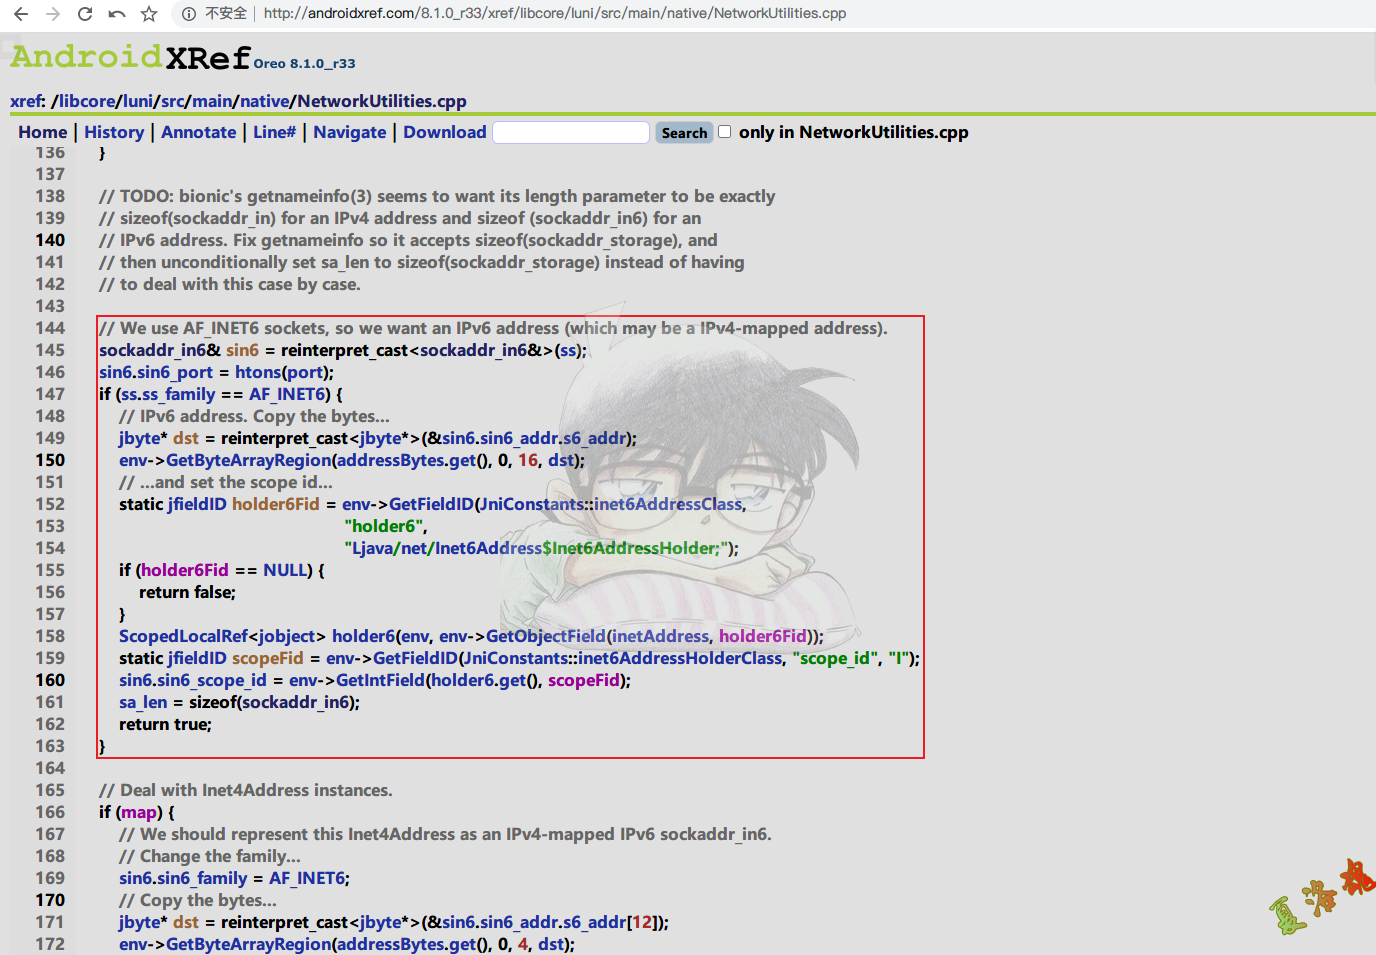 不安全 | http://androidxref.com/8.1.0_r33/xref/libcore/luni/src/main/native/NetworkUtilities.cpp
AndroidXRef Oreo 8.1.0_r33
xref: /libcore/luni/src/main/native/NetworkUtilities.cpp
Home | History | Annotate | Line# | Navigate | Download Search only in NetworkUtilities.cpp
136 }
137
138 // TODO: bionic's getnameinfo(3) seems to want its length parameter to be exactly
139 // sizeof(sockaddr_in) for an IPv4 address and sizeof (sockaddr_in6) for an
140 // IPv6 address. Fix getnameinfo so it accepts sizeof(sockaddr_storage), and
141 // then unconditionally set sa_len to sizeof(sockaddr_storage) instead of having
142 // to deal with this case by case.
143
144 // We use AF_INET6 sockets, so we want an IPv6 address (which may be a IPv4-mapped address).
145 sockaddr_in6& sin6 = reinterpret_cast<sockaddr_in6&>(ss);
146 sin6.sin6_port = htons(port);
147 if (ss.ss_family == AF_INET6) {
148 // IPv6 address. Copy the bytes...
149 jbyte* dst = reinterpret_cast<jbyte*>(&sin6.sin6_addr.s6_addr);
150 env->GetByteArrayRegion(addressBytes.get(), 0, 16, dst);
151 // ...and set the scope id...
152 static jfieldID holder6Fid = env->GetFieldID(JniConstants::inet6AddressClass,
153 "holder6",
154 "Ljava/net/Inet6Address$Inet6AddressHolder;");
155 if (holder6Fid == NULL) {
156 return false;
157 }
158 ScopedLocalRef<jobject> holder6(env, env->GetObjectField(inetAddress, holder6Fid));
159 static jfieldID scopeFid = env->GetFieldID(JniConstants::inet6AddressHolderClass, "scope_id", "I");
160 sin6.sin6_scope_id = env->GetIntField(holder6.get(), scopeFid);
161 sa_len = sizeof(sockaddr_in6);
162 return true;
163 }
164
165 // Deal with Inet4Address instances.
166 if (map) {
167 // We should represent this Inet4Address as an IPv4-mapped IPv6 sockaddr_in6.
168 // Change the family...
169 sin6.sin6_family = AF_INET6;
170 // Copy the bytes...
171 jbyte* dst = reinterpret_cast<jbyte*>(&sin6.sin6_addr.s6_addr[12]);
172 env->GetByteArrayRegion(addressBytes.get(), 0, 4, dst);
夏洛魂